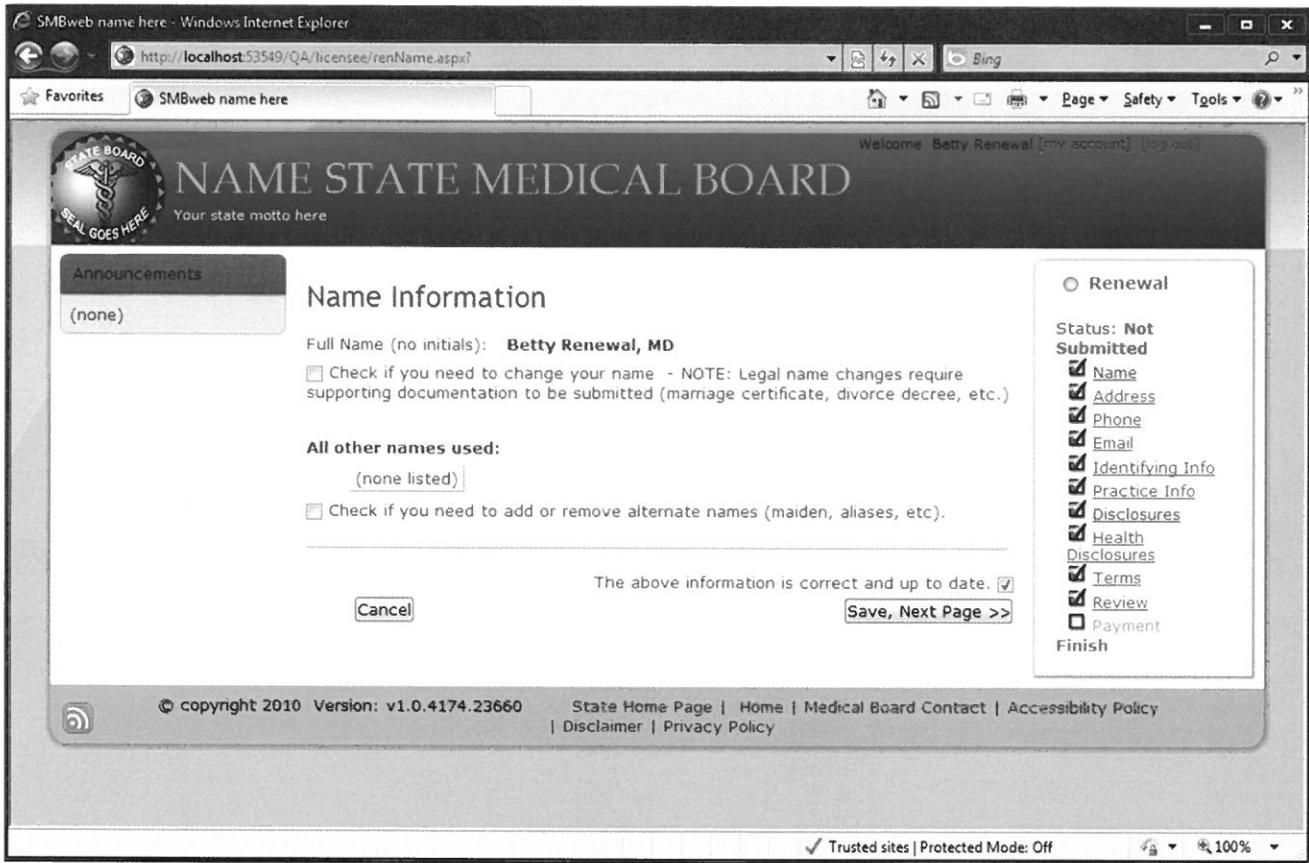 SMBweb name here - Windows Internet Explorer
http://localhost:53549/QA/licensee/renName.aspx?
Bing
Favorites
SMBweb name here
Page
Safety
Tools
Welcome Betty Renewal [my account] [log out]
STATE BOARD
SEAL GOES HERE
NAME STATE MEDICAL BOARD
Your state motto here
Announcements
(none)
Name Information
Full Name (no initials): Betty Renewal, MD
Check if you need to change your name - NOTE: Legal name changes require
supporting documentation to be submitted (marriage certificate, divorce decree, etc.)
All other names used:
(none listed)
Check if you need to add or remove alternate names (maiden, aliases, etc).
The above information is correct and up to date.
Cancel
Save, Next Page >>
Renewal
Status: Not
Submitted
Name
Address
Phone
Email
Identifying Info
Practice Info
Disclosures
Health
Disclosures
Terms
Review
Payment
Finish
© copyright 2010 Version: v1.0.4174.23660
State Home Page | Home | Medical Board Contact | Accessibility Policy
| Disclaimer | Privacy Policy
Trusted sites | Protected Mode: Off
100%